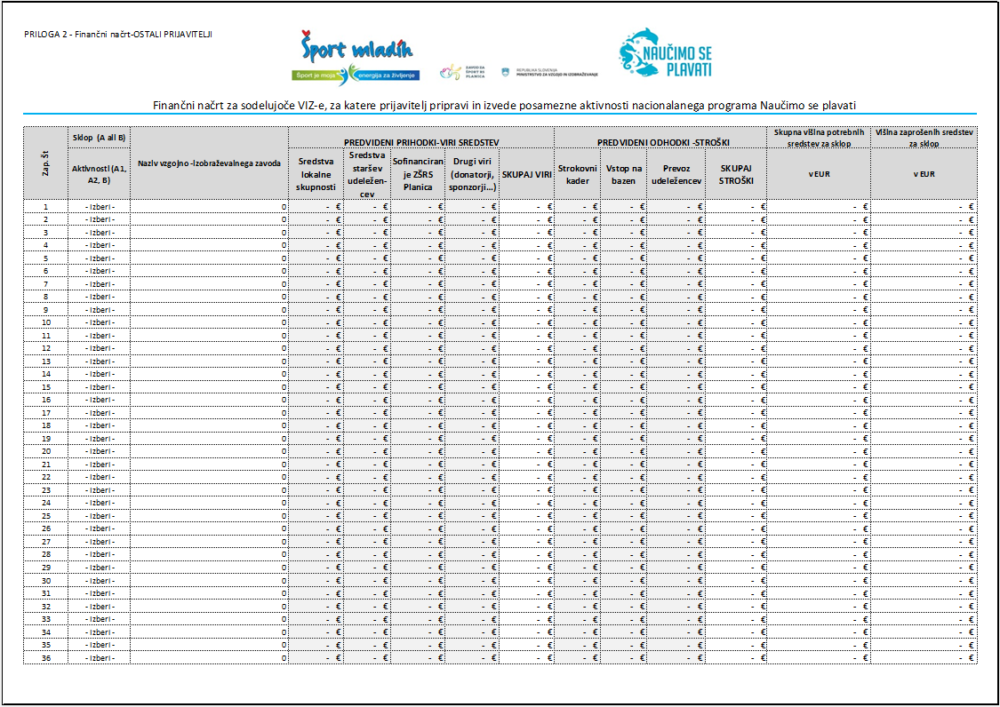 PRILOGA 2 - Finančni načrt-OSTALI PRIJAVITELJI
Šport mladih
Šport je moja energija za življenje
ZAVOD ZA
ŠPORT RS
PLANICA
REPUBLIKA SLOVENIJA
MINISTRSTVO ZA VZGOJO IN IZOBRAŽEVANJE
NAUČIMO SE
PLAVATI
Finančni načrt za sodelujoče VIZ-e, za katere prijavitelj pripravi in izvede posamezne aktivnosti nacionalanega programa Naučimo se plavati
Zap. Št
Sklop (A ali B)
Aktivnosti (A1,
A2, B)
Naziv vzgojno -Izobraževalnega zavoda
PREDVIDENI PRIHODKI-VIRI SREDSTEV
Sredstva
lokalne
skupnosti
Sredstva
staršev
udeležen-
cev
Sofinanciran
je ZŠRS
Planica
Drugi viri
(donatorji,
sponzorji...)
SKUPAJ VIRI
PREDVIDENI ODHODKI -STROŠKI
Strokovni
kader
Vstop na
bazen
Prevoz
udeležencev
SKUPAJ
STROŠKI
Skupna višina potrebnih
sredstev za sklop
v EUR
Višina zaprošenih sredstev
za sklop
v EUR
1 - Izberi - 0 - € - € - € - € - € - € - € - € - € - € - €
2 - Izberi - 0 - € - € - € - € - € - € - € - € - € - € - €
3 - Izberi - 0 - € - € - € - € - € - € - € - € - € - € - €
4 - Izberi - 0 - € - € - € - € - € - € - € - € - € - € - €
5 - Izberi - 0 - € - € - € - € - € - € - € - € - € - € - €
6 - Izberi - 0 - € - € - € - € - € - € - € - € - € - € - €
7 - Izberi - 0 - € - € - € - € - € - € - € - € - € - € - €
8 - Izberi - 0 - € - € - € - € - € - € - € - € - € - € - €
9 - Izberi - 0 - € - € - € - € - € - € - € - € - € - € - €
10 - Izberi - 0 - € - € - € - € - € - € - € - € - € - € - €
11 - Izberi - 0 - € - € - € - € - € - € - € - € - € - € - €
12 - Izberi - 0 - € - € - € - € - € - € - € - € - € - € - €
13 - Izberi - 0 - € - € - € - € - € - € - € - € - € - € - €
14 - Izberi - 0 - € - € - € - € - € - € - € - € - € - € - €
15 - Izberi - 0 - € - € - € - € - € - € - € - € - € - € - €
16 - Izberi - 0 - € - € - € - € - € - € - € - € - € - € - €
17 - Izberi - 0 - € - € - € - € - € - € - € - € - € - € - €
18 - Izberi - 0 - € - € - € - € - € - € - € - € - € - € - €
19 - Izberi - 0 - € - € - € - € - € - € - € - € - € - € - €
20 - Izberi - 0 - € - € - € - € - € - € - € - € - € - € - €
21 - Izberi - 0 - € - € - € - € - € - € - € - € - € - € - €
22 - Izberi - 0 - € - € - € - € - € - € - € - € - € - € - €
23 - Izberi - 0 - € - € - € - € - € - € - € - € - € - € - €
24 - Izberi - 0 - € - € - € - € - € - € - € - € - € - € - €
25 - Izberi - 0 - € - € - € - € - € - € - € - € - € - € - €
26 - Izberi - 0 - € - € - € - € - € - € - € - € - € - € - €
27 - Izberi - 0 - € - € - € - € - € - € - € - € - € - € - €
28 - Izberi - 0 - € - € - € - € - € - € - € - € - € - € - €
29 - Izberi - 0 - € - € - € - € - € - € - € - € - € - € - €
30 - Izberi - 0 - € - € - € - € - € - € - € - € - € - € - €
31 - Izberi - 0 - € - € - € - € - € - € - € - € - € - € - €
32 - Izberi - 0 - € - € - € - € - € - € - € - € - € - € - €
33 - Izberi - 0 - € - € - € - € - € - € - € - € - € - € - €
34 - Izberi - 0 - € - € - € - € - € - € - € - € - € - € - €
35 - Izberi - 0 - € - € - € - € - € - € - € - € - € - € - €
36 - Izberi - 0 - € - € - € - € - € - € - € - € - € - € - €